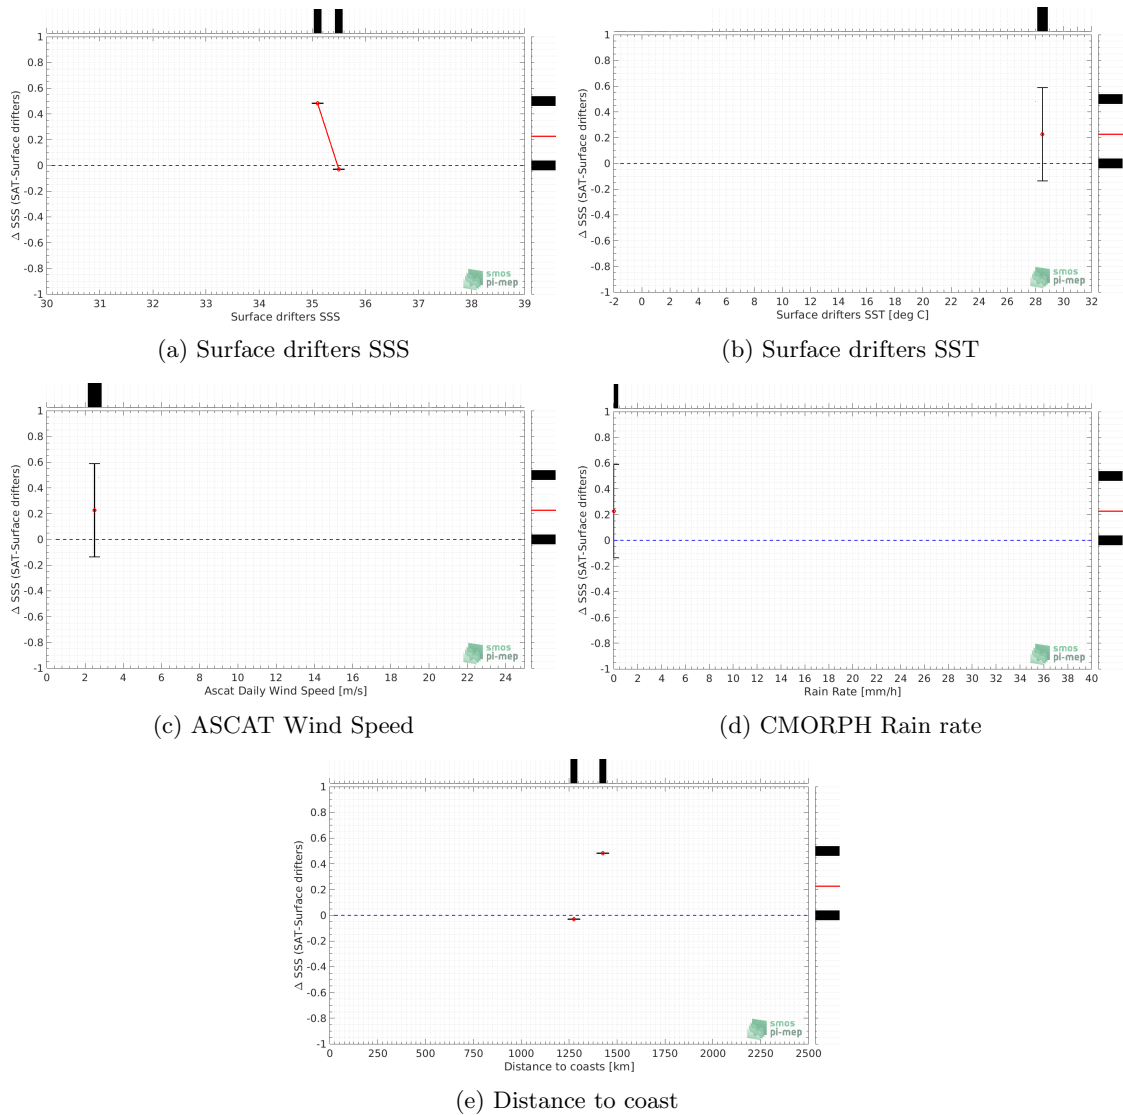 1
0.8
0.6
0.4
0.2
0
-0.2
-0.4
-0.6
-0.8
-1
Δ SSS (SAT-Surface drifters)
30 31 32 33 34 35 36 37 38 39
Surface drifters SSS
smos
pi-mep
(a) Surface drifters SSS
1
0.8
0.6
0.4
0.2
0
-0.2
-0.4
-0.6
-0.8
-1
Δ SSS (SAT-Surface drifters)
-2 0 2 4 6 8 10 12 14 16 18 20 22 24 26 28 30 32
Surface drifters SST [deg C]
smos
pi-mep
(b) Surface drifters SST
1
0.8
0.6
0.4
0.2
0
-0.2
-0.4
-0.6
-0.8
-1
Δ SSS (SAT-Surface drifters)
0 2 4 6 8 10 12 14 16 18 20 22 24
Ascat Daily Wind Speed [m/s]
smos
pi-mep
(c) ASCAT Wind Speed
1
0.8
0.6
0.4
0.2
0
-0.2
-0.4
-0.6
-0.8
-1
Δ SSS (SAT-Surface drifters)
0 2 4 6 8 10 12 14 16 18 20 22 24 26 28 30 32 34 36 38 40
Rain Rate [mm/h]
smos
pi-mep
(d) CMORPH Rain rate
1
0.8
0.6
0.4
0.2
0
-0.2
-0.4
-0.6
-0.8
-1
Δ SSS (SAT-Surface drifters)
0 250 500 750 1000 1250 1500 1750 2000 2250 2500
Distance to coasts [km]
smos
pi-mep
(e) Distance to coast